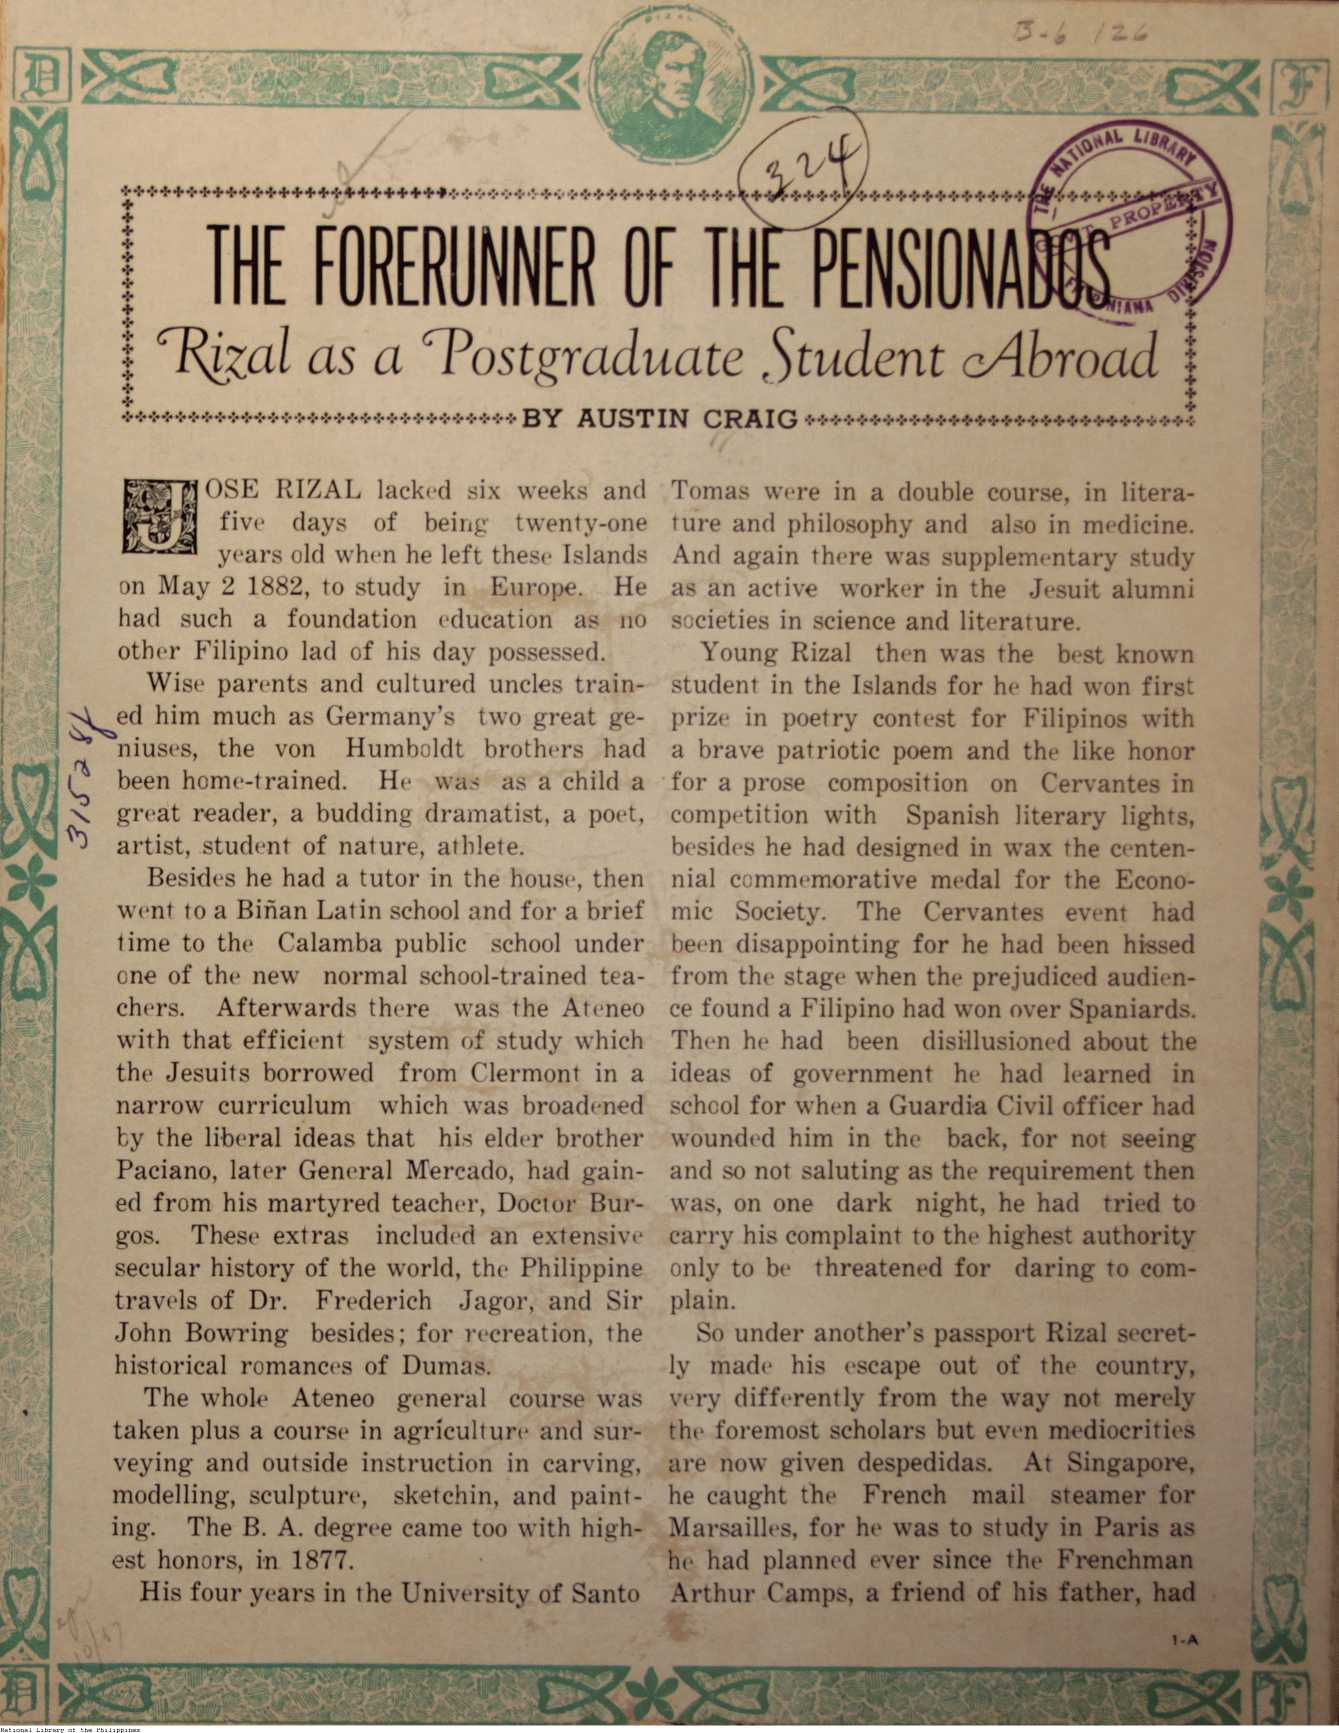 B-6 126
RIZAL
D
F
324
THE NATIONAL LIBRARY
GOV'T PROPERTY
FILIPINIANA DIVISION
THE FORERUNNER OF THE PENSIONADOS
Rizal as a Postgraduate Student Abroad
BY AUSTIN CRAIG
JOSE RIZAL lacked six weeks and
five days of being twenty-one
years old when he left these Islands
on May 2 1882, to study in Europe. He
had such a foundation education as no
other Filipino lad of his day possessed.
Wise parents and cultured uncles train-
ed him much as Germany's two great ge-
niuses, the von Humboldt brothers had
been home-trained. He was as a child a
great reader, a budding dramatist, a poet,
artist, student of nature, athlete.
Besides he had a tutor in the house, then
went to a Biñan Latin school and for a brief
time to the Calamba public school under
one of the new normal school-trained tea-
chers. Afterwards there was the Ateneo
with that efficient system of study which
the Jesuits borrowed from Clermont in a
narrow curriculum which was broadened
by the liberal ideas that his elder brother
Paciano, later General Mercado, had gain-
ed from his martyred teacher, Doctor Bur-
gos. These extras included an extensive
secular history of the world, the Philippine
travels of Dr. Frederich Jagor, and Sir
John Bowring besides; for recreation, the
historical romances of Dumas.
The whole Ateneo general course was
taken plus a course in agriculture and sur-
veying and outside instruction in carving,
modelling, sculpture, sketchin, and paint-
ing. The B. A. degree came too with high-
est honors, in 1877.
His four years in the University of Santo
Tomas were in a double course, in litera-
ture and philosophy and also in medicine.
And again there was supplementary study
as an active worker in the Jesuit alumni
societies in science and literature.
Young Rizal then was the best known
student in the Islands for he had won first
prize in poetry contest for Filipinos with
a brave patriotic poem and the like honor
for a prose composition on Cervantes in
competition with Spanish literary lights,
besides he had designed in wax the centen-
nial commemorative medal for the Econo-
mic Society. The Cervantes event had
been disappointing for he had been hissed
from the stage when the prejudiced audien-
ce found a Filipino had won over Spaniards.
Then he had been disillusioned about the
ideas of government he had learned in
school for when a Guardia Civil officer had
wounded him in the back, for not seeing
and so not saluting as the requirement then
was, on one dark night, he had tried to
carry his complaint to the highest authority
only to be threatened for daring to com-
plain.
So under another's passport Rizal secret-
ly made his escape out of the country,
very differently from the way not merely
the foremost scholars but even mediocrities
are now given despedidas. At Singapore,
he caught the French mail steamer for
Marsailles, for he was to study in Paris as
he had planned ever since the Frenchman
Arthur Camps, a friend of his father, had
1-A
D
F
National Library of the Philippines